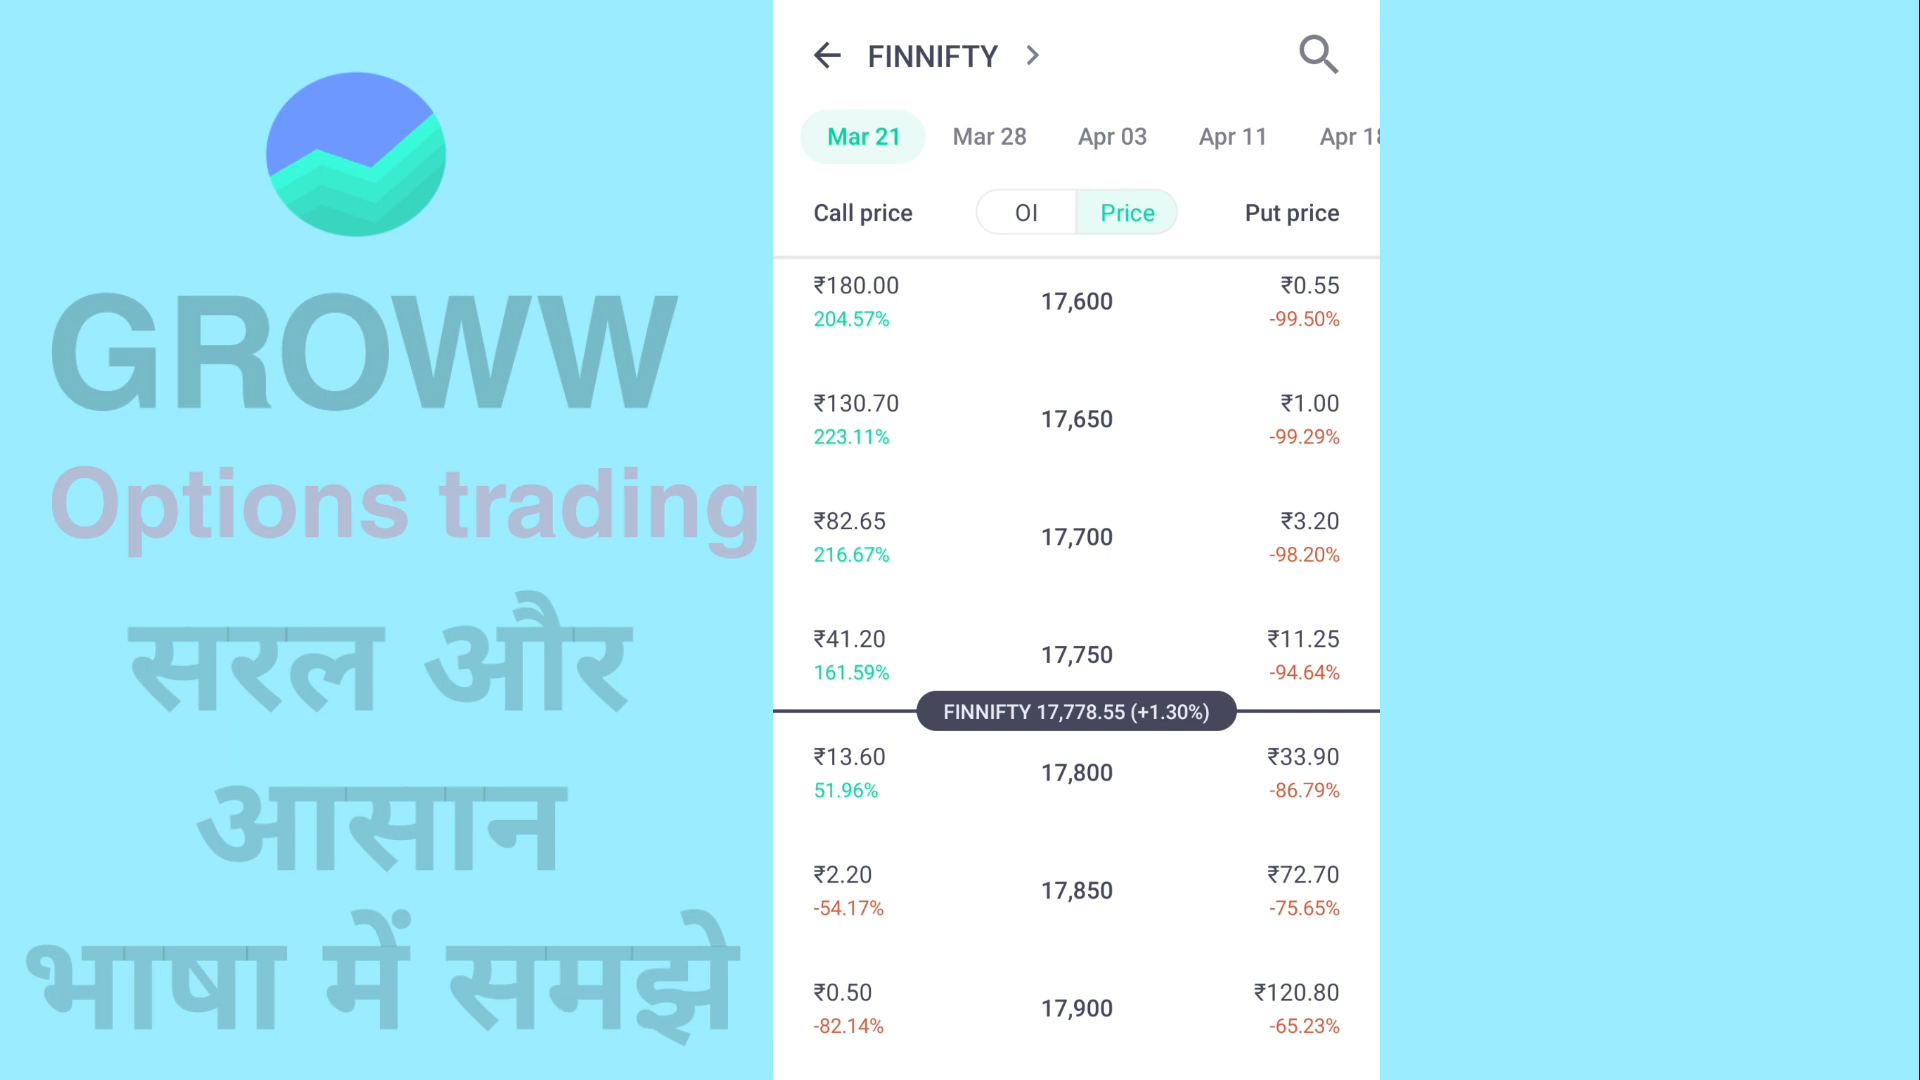 GROWW
Options trading
सरल और
आसान
भाषा में समझे
FINNIFTY
Mar 21 Mar 28 Apr 03 Apr 11 Apr 18
Call price OI Price Put price
₹180.00 17,600 ₹0.55
204.57% -99.50%
₹130.70 17,650 ₹1.00
223.11% -99.29%
₹82.65 17,700 ₹3.20
216.67% -98.20%
₹41.20 17,750 ₹11.25
161.59% -94.64%
FINNIFTY 17,778.55 (+1.30%)
₹13.60 17,800 ₹33.90
51.96% -86.79%
₹2.20 17,850 ₹72.70
-54.17% -75.65%
₹0.50 17,900 ₹120.80
-82.14% -65.23%